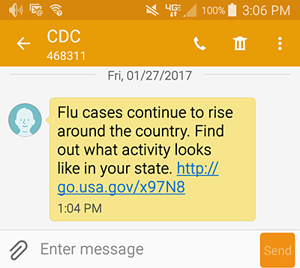 4G LTE 100% 3:06 PM
CDC
468311
Fri, 01/27/2017
Flu cases continue to rise
around the country. Find
out what activity looks
like in your state. http://
go.usa.gov/x97N8
1:04 PM
Enter message
Send